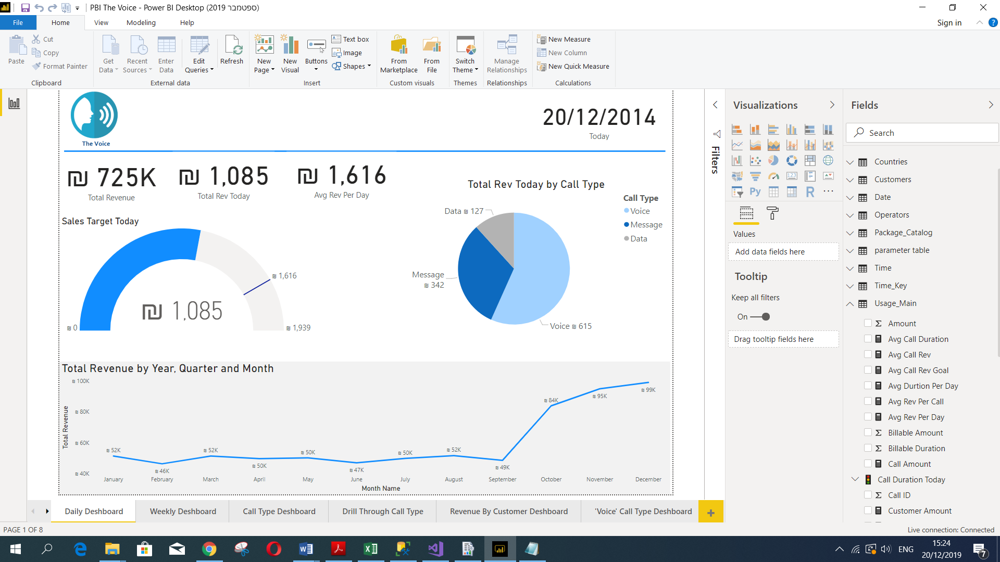 PBI The Voice - Power BI Desktop (ספטמבר 2019)
File
Home
View
Modeling
Help
Sign in
Paste
Cut
Copy
Format Painter
Clipboard
Get Data
Recent Sources
Enter Data
Edit Queries
Refresh
External data
New Page
New Visual
Buttons
Text box
Image
Shapes
Insert
From Marketplace
From File
Custom visuals
Switch Theme
Themes
Manage Relationships
Relationships
New Measure
New Column
New Quick Measure
Calculations
The Voice
20/12/2014
Today
₪ 725K
Total Revenue
₪ 1,085
Total Rev Today
₪ 1,616
Avg Rev Per Day
Sales Target Today
₪ 1,616
₪ 1,085
₪ 0
₪ 1,939
Total Rev Today by Call Type
Call Type
Voice
Message
Data
Data ₪ 127
Message
₪ 342
Voice ₪ 615
Total Revenue by Year, Quarter and Month
Total Revenue
₪ 100K
₪ 80K
₪ 60K
₪ 40K
₪ 52K
₪ 46K
₪ 52K
₪ 50K
₪ 50K
₪ 47K
₪ 50K
₪ 52K
₪ 49K
₪ 84K
₪ 95K
₪ 99K
January
February
March
April
May
June
July
August
September
October
November
December
Month Name
Filters
Visualizations
Py
R
123
...
Values
Add data fields here
Tooltip
Keep all filters
On
Drag tooltip fields here
Fields
Search
Countries
Customers
Date
Operators
Package_Catalog
parameter table
Time
Time_Key
Usage_Main
Σ Amount
Avg Call Duration
Avg Call Rev
Avg Call Rev Goal
Avg Durtion Per Day
Avg Rev Per Call
Avg Rev Per Day
Σ Billable Amount
Σ Billable Duration
Call Amount
Call Duration Today
Σ Call ID
Customer Amount
Daily Deshboard
Weekly Deshboard
Call Type Deshboard
Drill Through Call Type
Revenue By Customer Deshboard
'Voice' Call Type Deshboard
+
PAGE 1 OF 8
Live connection: Connected
ENG
15:24
20/12/2019
7